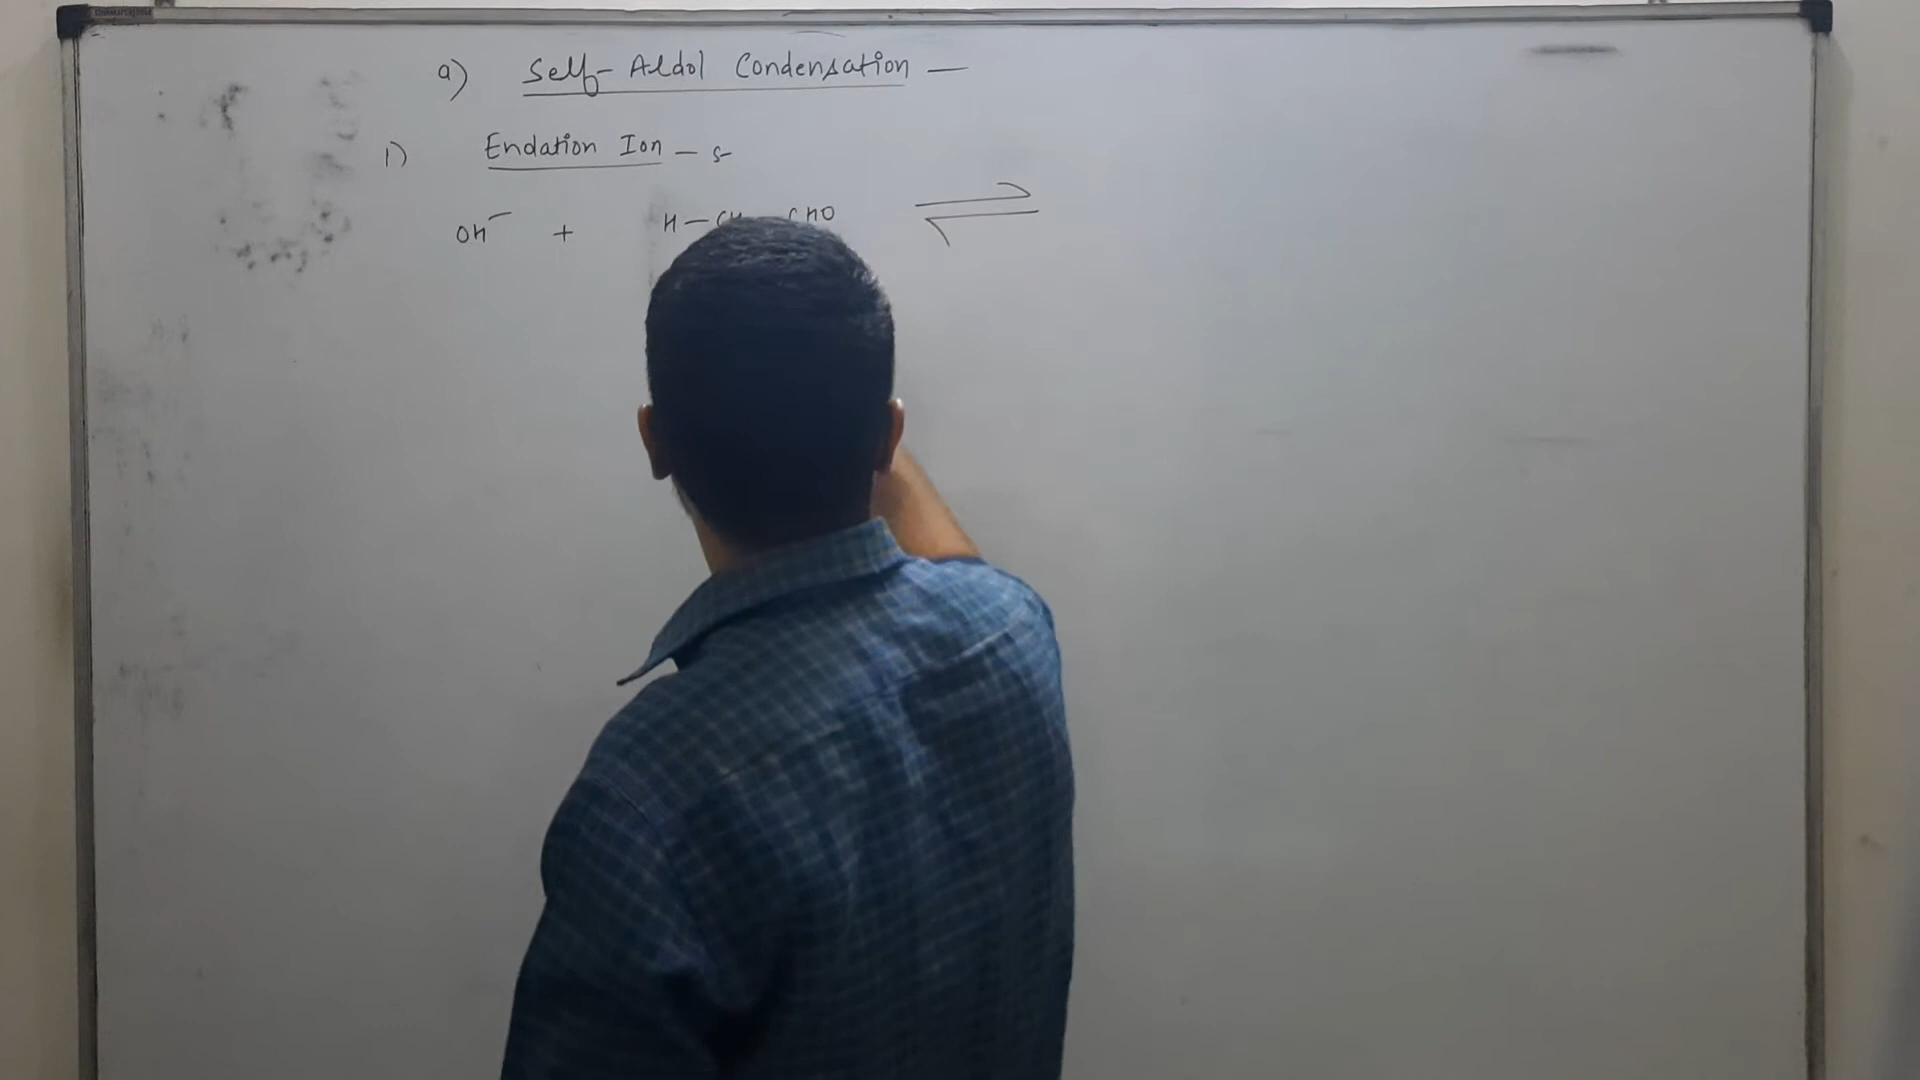 a) Self-Aldol Condensation —
1) Endation Ion — s-
OH⁻ + H — CHO ⇌